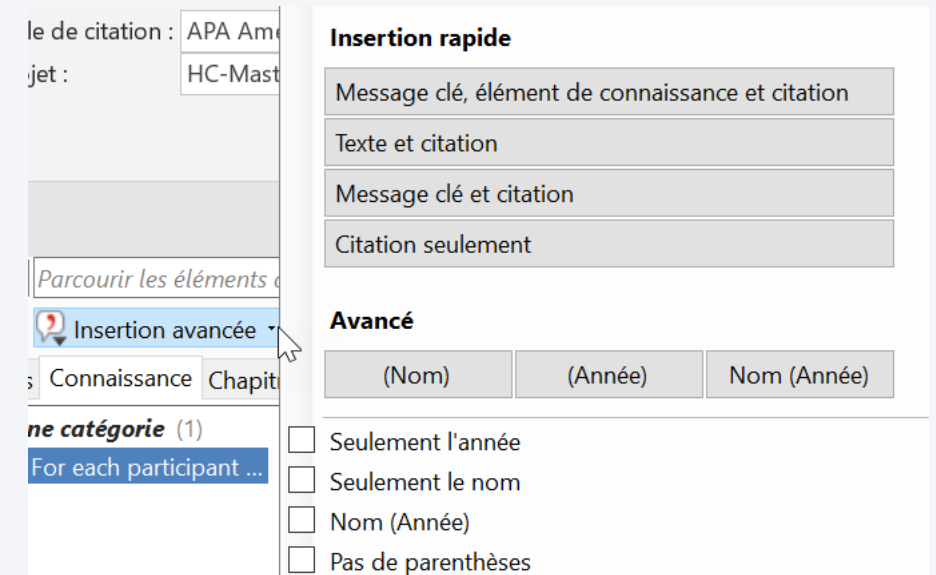 le de citation : APA Amé
jet : HC-Mast
Parcourir les éléments
Insertion avancée
Connaissance Chapit
ne catégorie (1)
For each participant ...
Insertion rapide
Message clé, élément de connaissance et citation
Texte et citation
Message clé et citation
Citation seulement
Avancé
(Nom) (Année) Nom (Année)
Seulement l'année
Seulement le nom
Nom (Année)
Pas de parenthèses